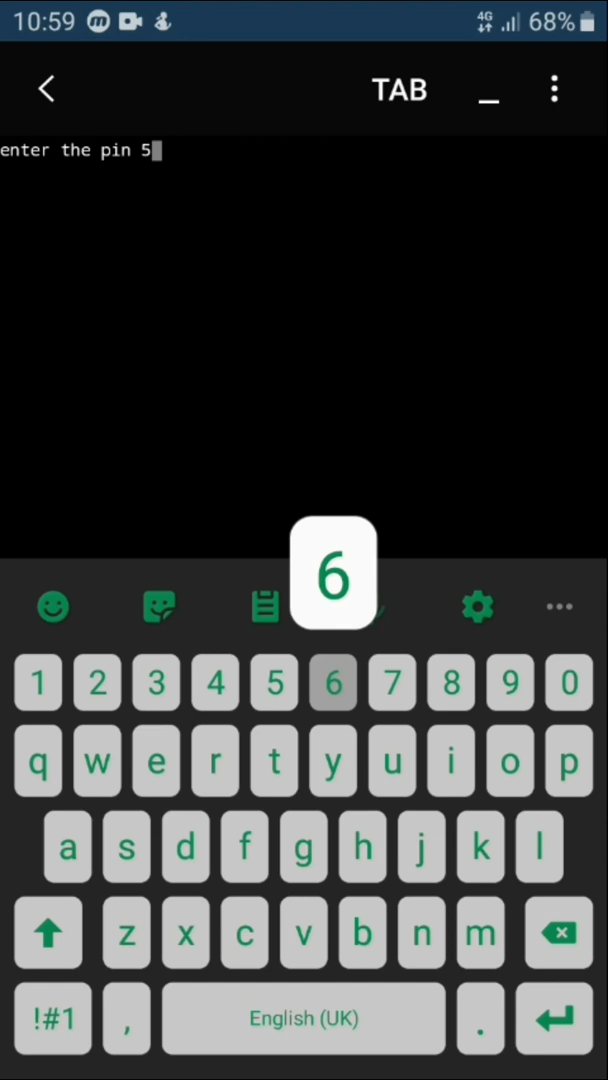 10:59 m 4G 68%
TAB _
enter the pin 5
6
1 2 3 4 5 6 7 8 9 0
q w e r t y u i o p
a s d f g h j k l
z x c v b n m
!#1 , English (UK) .